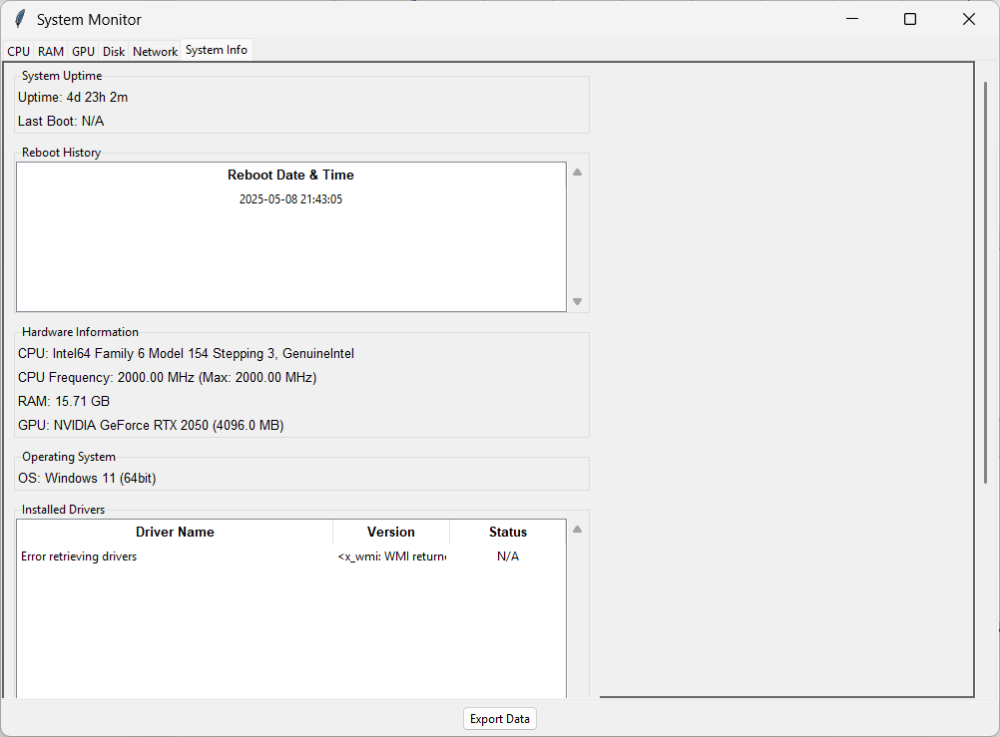 System Monitor
CPU RAM GPU Disk Network System Info
System Uptime
Uptime: 4d 23h 2m
Last Boot: N/A
Reboot History
Reboot Date & Time
2025-05-08 21:43:05
Hardware Information
CPU: Intel64 Family 6 Model 154 Stepping 3, GenuineIntel
CPU Frequency: 2000.00 MHz (Max: 2000.00 MHz)
RAM: 15.71 GB
GPU: NVIDIA GeForce RTX 2050 (4096.0 MB)
Operating System
OS: Windows 11 (64bit)
Installed Drivers
Driver Name Version Status
Error retrieving drivers <x_wmi: WMI return N/A
Export Data